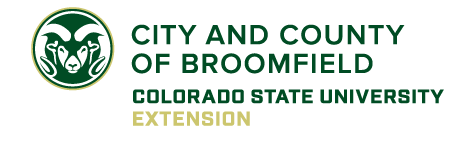 CITY AND COUNTY
OF BROOMFIELD
COLORADO STATE UNIVERSITY
EXTENSION